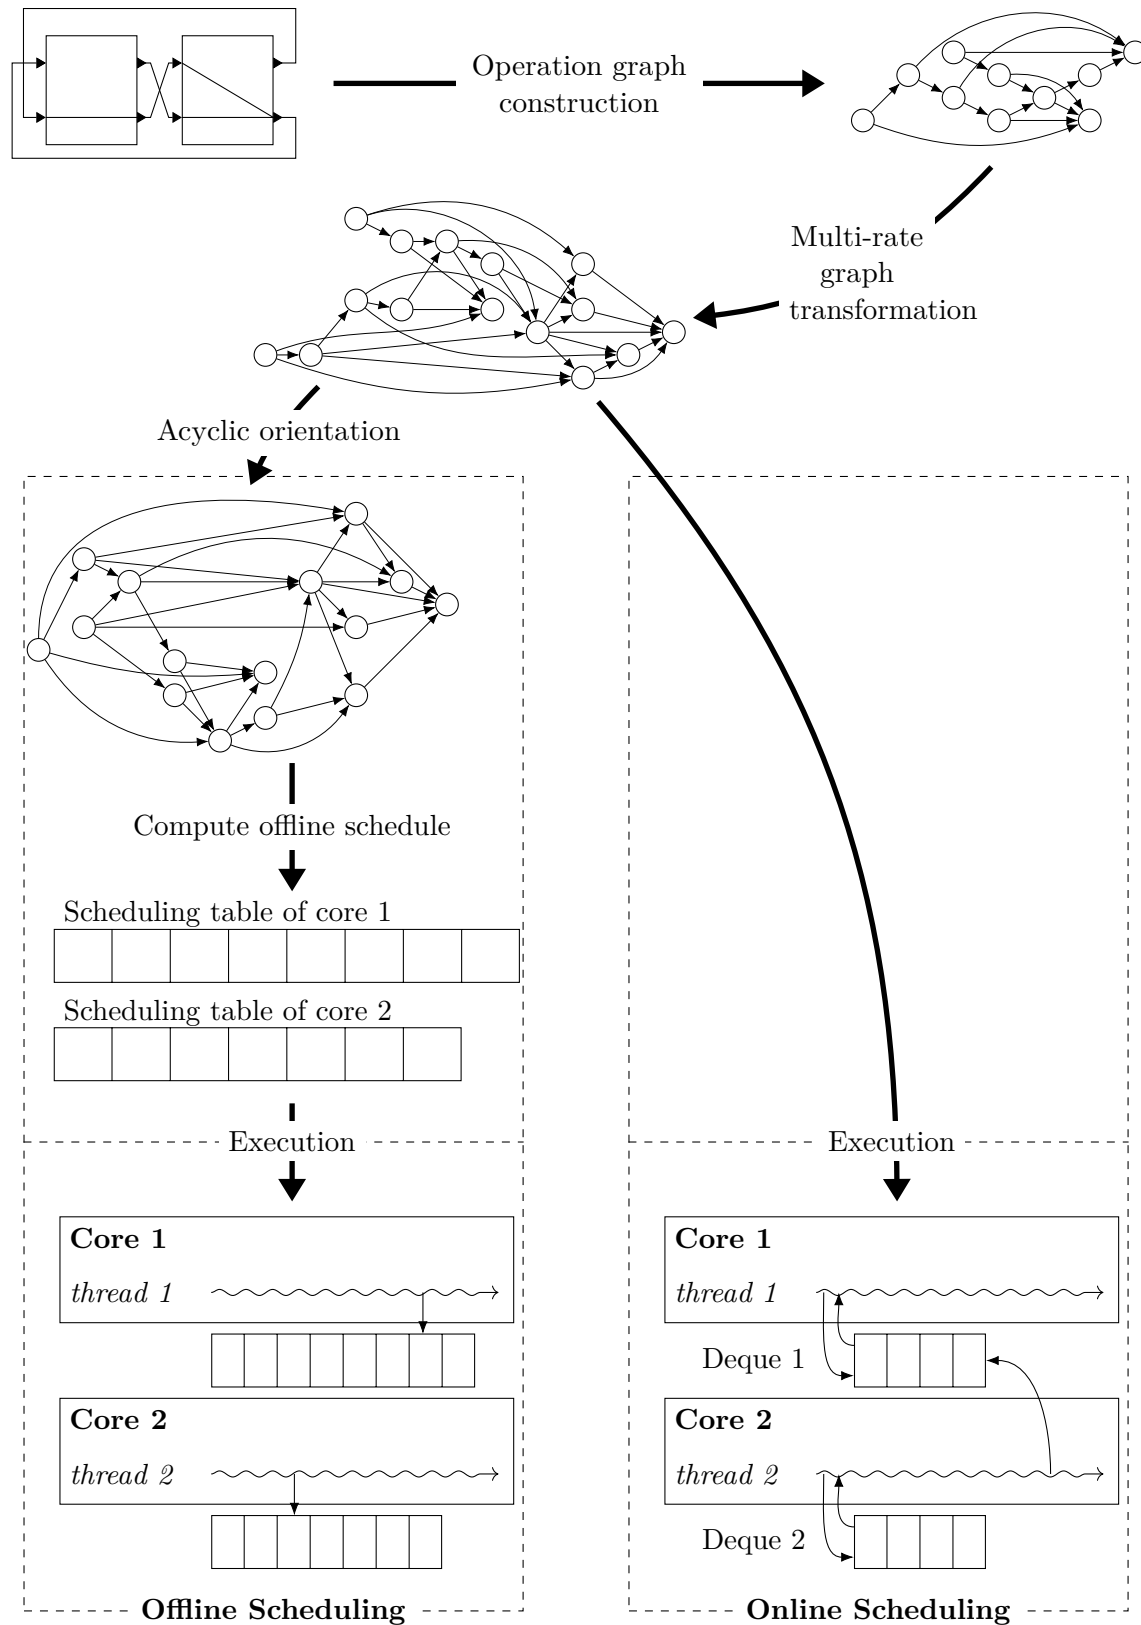 Operation graph
construction
Multi-rate
graph
transformation
Acyclic orientation
Compute offline schedule
Scheduling table of core 1
Scheduling table of core 2
Execution
Core 1
thread 1
Core 2
thread 2
Offline Scheduling
Execution
Core 1
thread 1
Deque 1
Core 2
thread 2
Deque 2
Online Scheduling